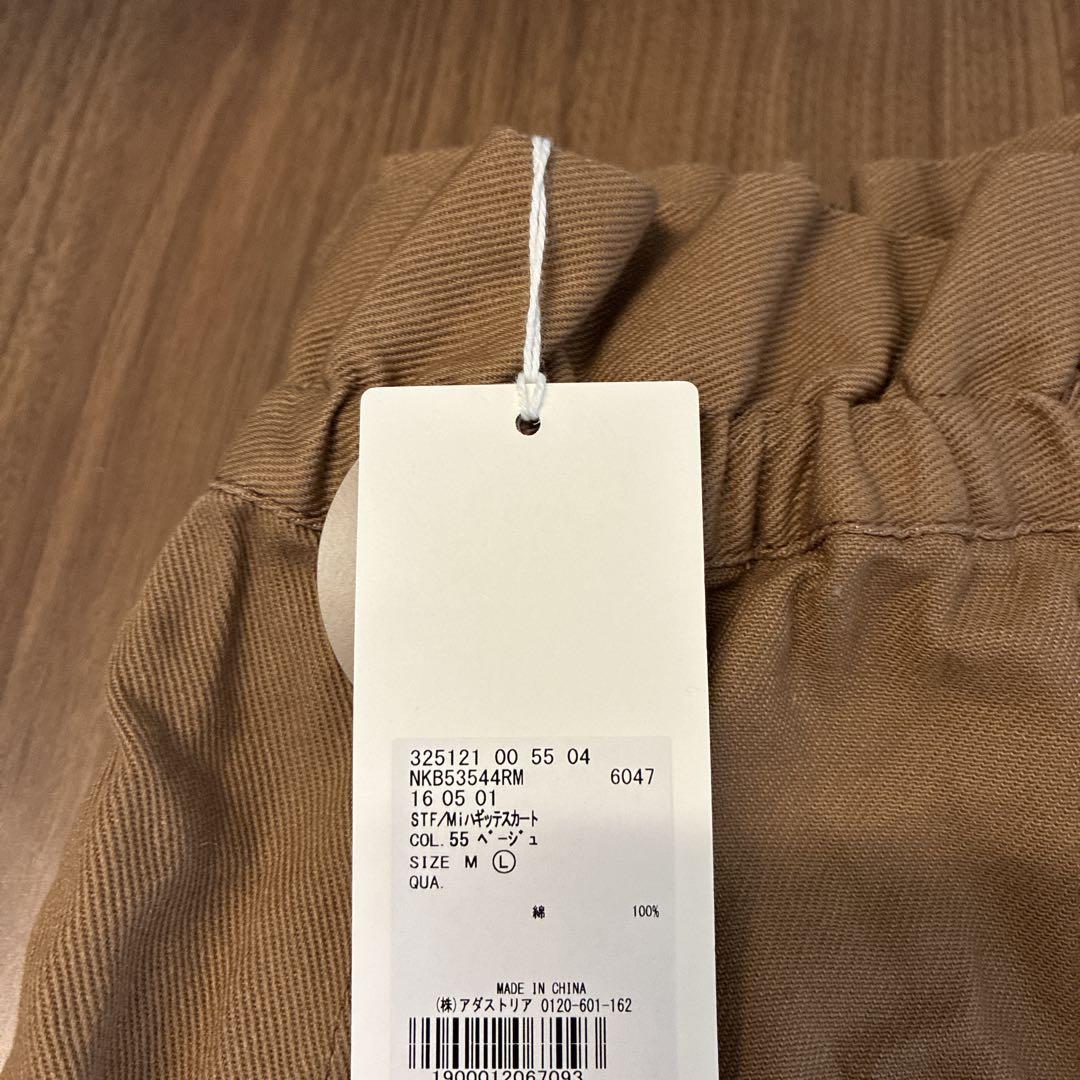 325121 00 55 04
NKB53544RM 6047
16 05 01
STF/Miﾊｷﾞｯﾃｽｶｰﾄ
COL.55 ﾍﾞｰｼﾞｭ
SIZE M Ⓛ
QUA.
綿 100%
MADE IN CHINA
(株)アダストリア 0120-601-162
1900012067093